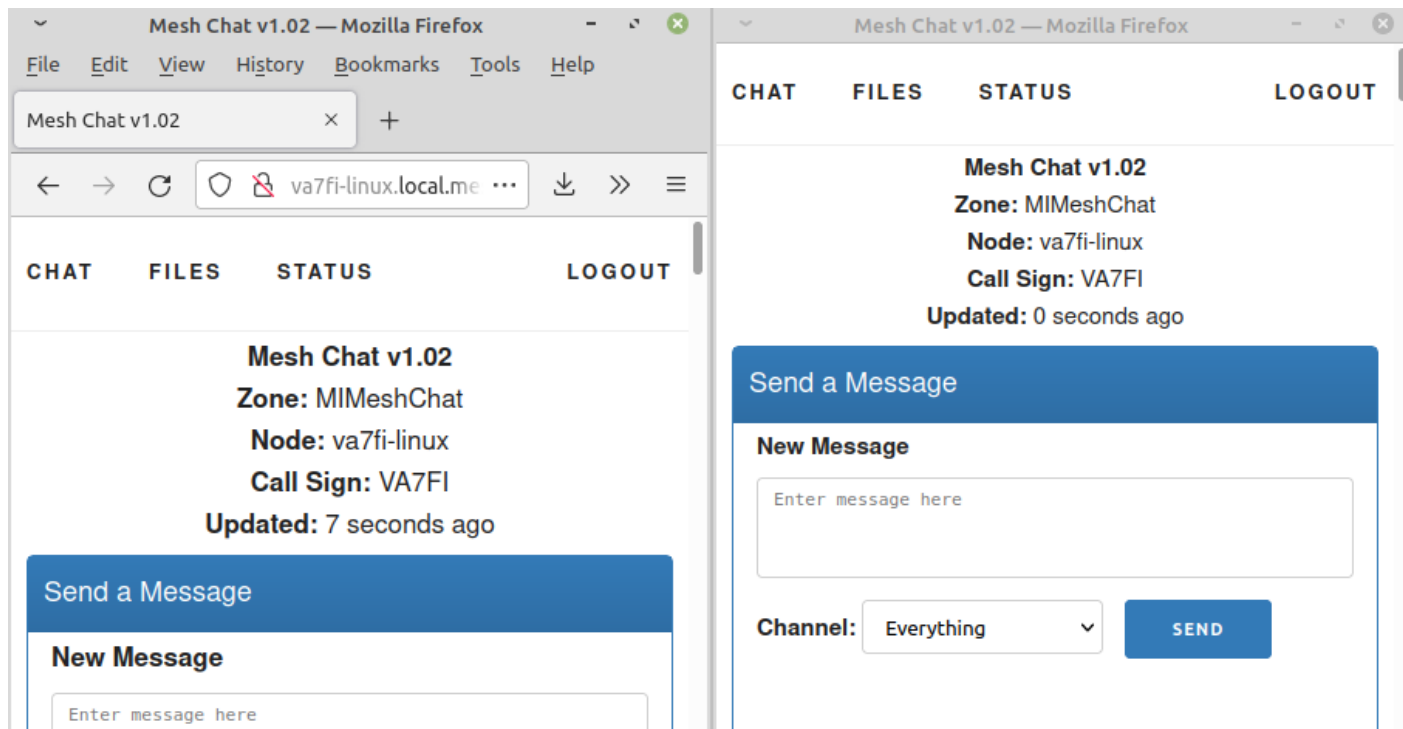 Mesh Chat v1.02 — Mozilla Firefox
File Edit View History Bookmarks Tools Help
Mesh Chat v1.02
va7fi-linux.local.me
CHAT FILES STATUS LOGOUT
Mesh Chat v1.02
Zone: MIMeshChat
Node: va7fi-linux
Call Sign: VA7FI
Updated: 7 seconds ago
Send a Message
New Message
Enter message here
Mesh Chat v1.02 — Mozilla Firefox
CHAT FILES STATUS LOGOUT
Mesh Chat v1.02
Zone: MIMeshChat
Node: va7fi-linux
Call Sign: VA7FI
Updated: 0 seconds ago
Send a Message
New Message
Enter message here
Channel: Everything SEND